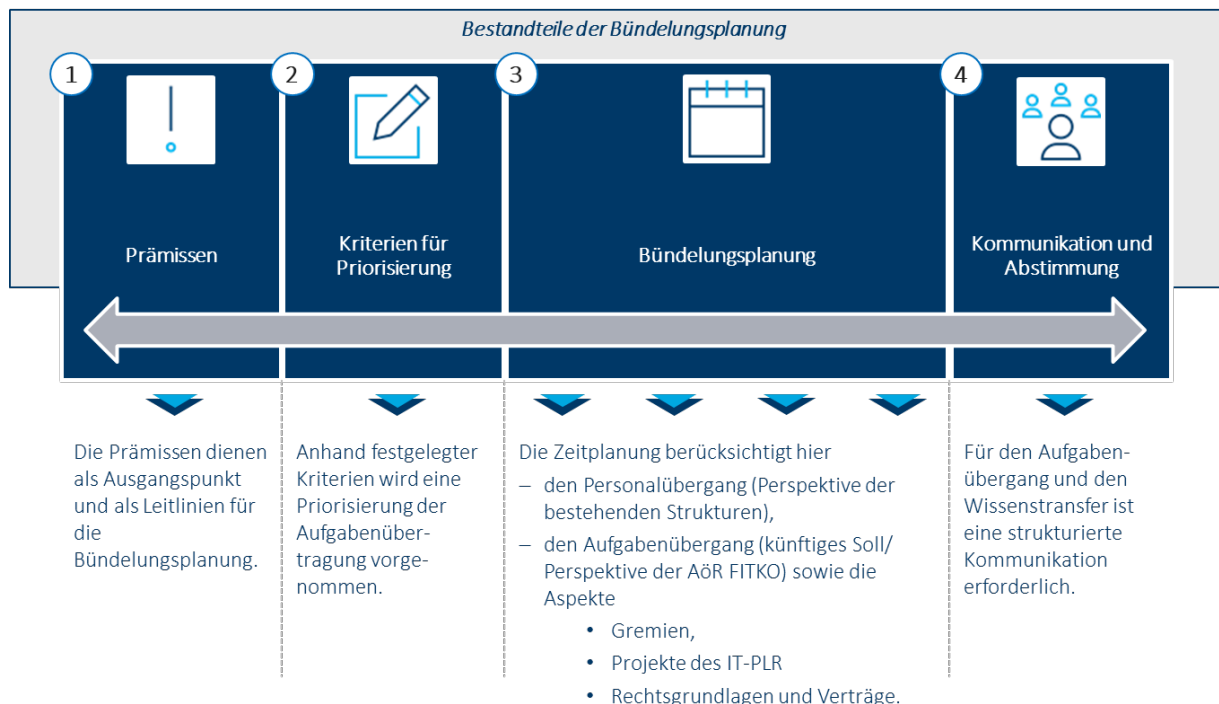 Bestandteile der Bündelungsplanung
1
2
3
4
Prämissen
Kriterien für
Priorisierung
Bündelungsplanung
Kommunikation und
Abstimmung
Die Prämissen dienen
als Ausgangspunkt
und als Leitlinien für
die
Bündelungsplanung.
Anhand festgelegter
Kriterien wird eine
Priorisierung der
Aufgabenüber-
tragung vorge-
nommen.
Die Zeitplanung berücksichtigt hier
– den Personalübergang (Perspektive der
bestehenden Strukturen),
– den Aufgabenübergang (künftiges Soll/
Perspektive der AöR FITKO) sowie die
Aspekte
• Gremien,
• Projekte des IT-PLR
• Rechtsgrundlagen und Verträge.
Für den Aufgaben-
übergang und den
Wissenstransfer ist
eine strukturierte
Kommunikation
erforderlich.